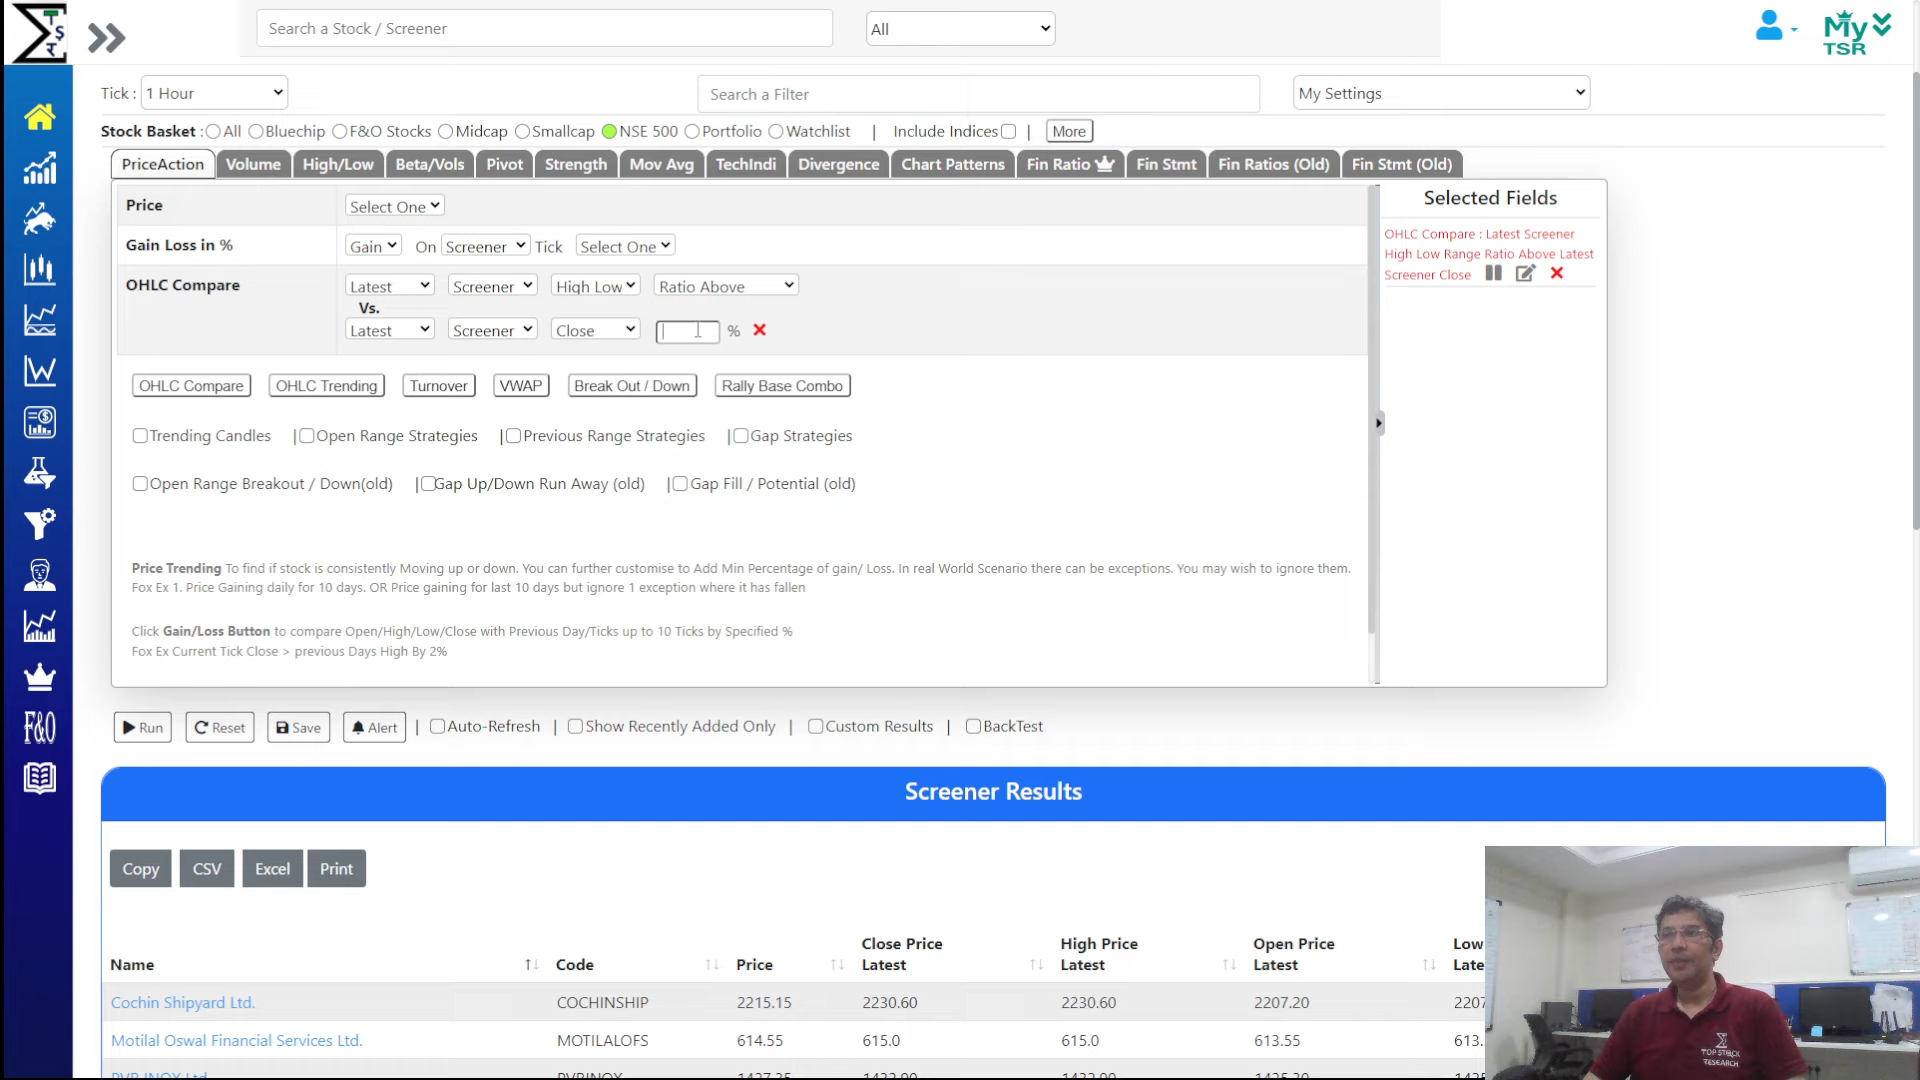 T$₹
Search a Stock / Screener
All
My
TSR
Tick : 1 Hour
Search a Filter
My Settings
Stock Basket : All Bluechip F&O Stocks Midcap Smallcap NSE 500 Portfolio Watchlist | Include Indices | More
PriceAction Volume High/Low Beta/Vols Pivot Strength Mov Avg TechIndi Divergence Chart Patterns Fin Ratio Fin Stmt Fin Ratios (Old) Fin Stmt (Old)
Price Select One
Gain Loss in % Gain On Screener Tick Select One
OHLC Compare Latest Screener High Low Ratio Above
Vs.
Latest Screener Close %
OHLC Compare OHLC Trending Turnover VWAP Break Out / Down Rally Base Combo
Trending Candles | Open Range Strategies | Previous Range Strategies | Gap Strategies
Open Range Breakout / Down(old) | Gap Up/Down Run Away (old) | Gap Fill / Potential (old)
Price Trending To find if stock is consistently Moving up or down. You can further customise to Add Min Percentage of gain/ Loss. In real World Scenario there can be exceptions. You may wish to ignore them.
Fox Ex 1. Price Gaining daily for 10 days. OR Price gaining for last 10 days but ignore 1 exception where it has fallen
Click Gain/Loss Button to compare Open/High/Low/Close with Previous Day/Ticks up to 10 Ticks by Specified %
Fox Ex Current Tick Close > previous Days High By 2%
Selected Fields
OHLC Compare : Latest Screener
High Low Range Ratio Above Latest
Screener Close
F&O
Run Reset Save Alert | Auto-Refresh | Show Recently Added Only | Custom Results | BackTest
Screener Results
Copy CSV Excel Print
Name Code Price Close Price Latest High Price Latest Open Price Latest Low Late
Cochin Shipyard Ltd. COCHINSHIP 2215.15 2230.60 2230.60 2207.20 2207
Motilal Oswal Financial Services Ltd. MOTILALOFS 614.55 615.0 615.0 613.55 613.
PVR INOX Ltd. PVRINOX 1427.35
TOP STOCK
RESEARCH